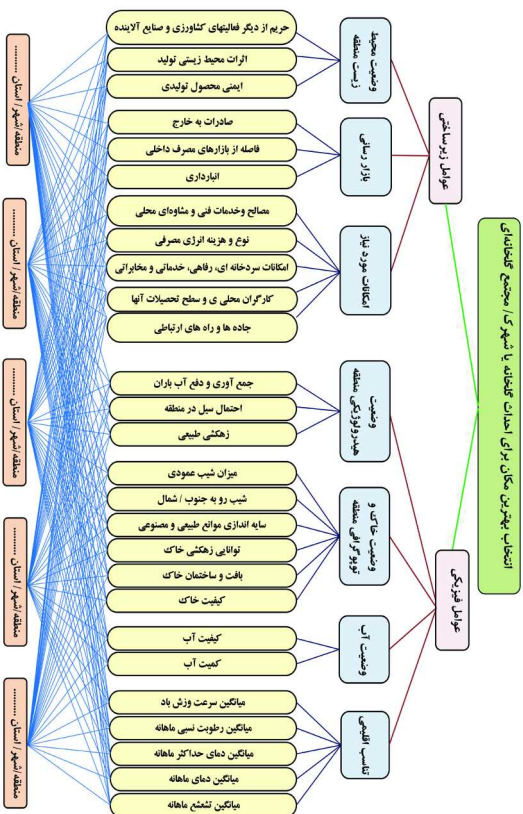 انتخاب بهترین مکان برای احداث گلخانه یا شهرک/ مجتمع گلخانه‌ای
عوامل زیرساختی
عوامل فیزیکی
وضعیت محیط
زیست منطقه
بازار رسانی
امکانات مورد نیاز
وضعیت
هیدرولوژیکی منطقه
وضعیت خاک و
توپوگرافی منطقه
وضعیت آب
تناسب اقلیمی
حریم از دیگر فعالیتهای کشاورزی و صنایع آلاینده
اثرات محیط زیستی تولید
ایمنی محصول تولیدی
صادرات به خارج
فاصله از بازارهای مصرف داخلی
انبارداری
مصالح وخدمات فنی و مشاوه‌ای محلی
نوع و هزینه انرژی مصرفی
امکانات سردخانه ای، رفاهی، خدماتی و مخابراتی
کارگران محلی ی و سطح تحصیلات آنها
جاده ها و راه های ارتباطی
جمع آوری و دفع آب باران
احتمال سیل در منطقه
زهکشی طبیعی
میزان شیب عمودی
شیب رو به جنوب / شمال
سایه اندازی موانع طبیعی و مصنوعی
توانایی زهکشی خاک
بافت و ساختمان خاک
کیفیت خاک
کیفیت آب
کمیت آب
میانگین سرعت وزش باد
میانگین رطوبت نسبی ماهانه
میانگین دمای حداکثر ماهانه
میانگین دمای ماهانه
میانگین تشعشع ماهانه
منطقه/شهر/ استان ..........
منطقه/شهر/ استان ..........
منطقه/شهر/ استان ..........
منطقه/شهر/ استان ..........
منطقه/شهر/ استان ..........